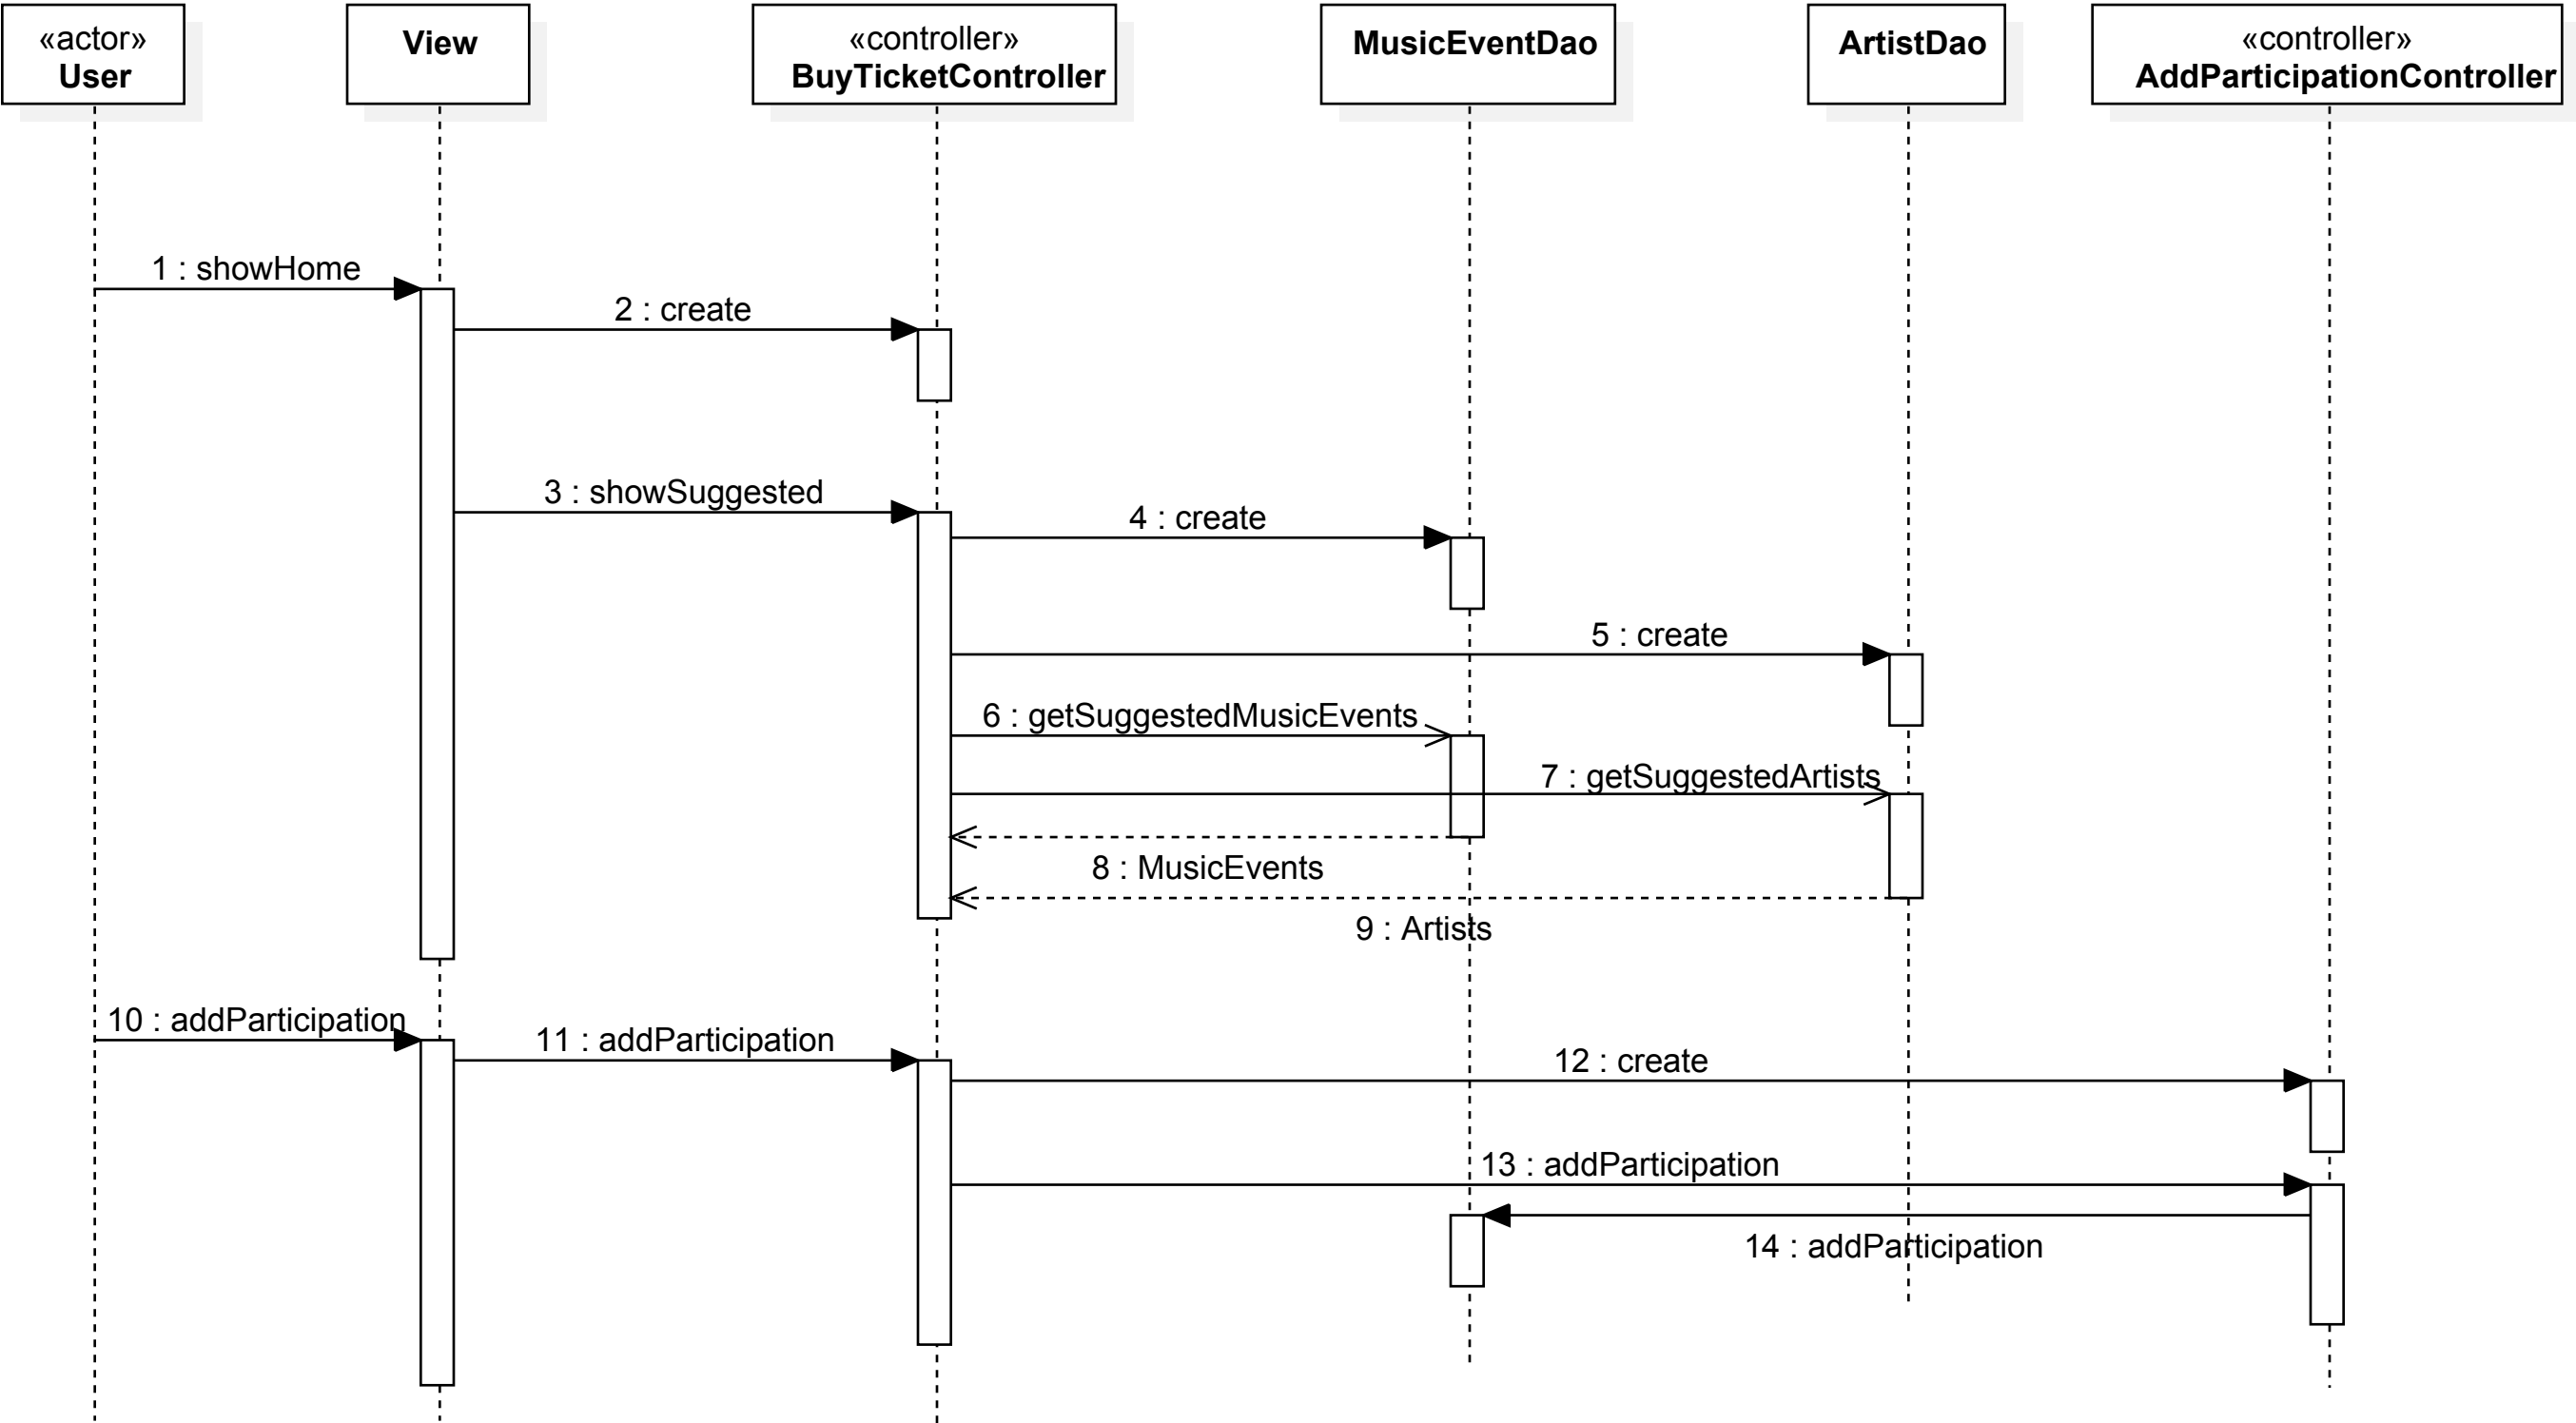 «actor»
User
View
«controller»
BuyTicketController
MusicEventDao
ArtistDao
«controller»
AddParticipationController
1 : showHome
2 : create
3 : showSuggested
4 : create
5 : create
6 : getSuggestedMusicEvents
7 : getSuggestedArtists
8 : MusicEvents
9 : Artists
10 : addParticipation
11 : addParticipation
12 : create
13 : addParticipation
14 : addParticipation